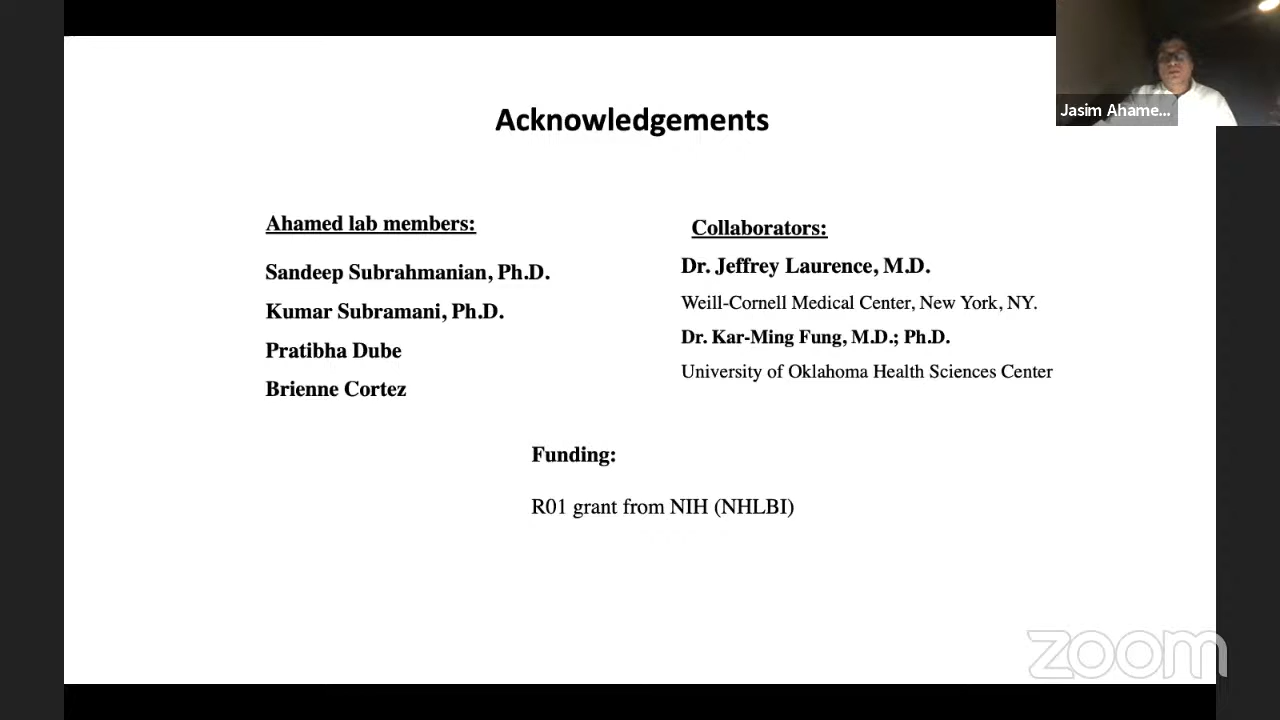 Acknowledgements
Jasim Ahame...
Ahamed lab members:
Sandeep Subrahmanian, Ph.D.
Kumar Subramani, Ph.D.
Pratibha Dube
Brienne Cortez
Collaborators:
Dr. Jeffrey Laurence, M.D.
Weill-Cornell Medical Center, New York, NY.
Dr. Kar-Ming Fung, M.D.; Ph.D.
University of Oklahoma Health Sciences Center
Funding:
R01 grant from NIH (NHLBI)
zoom